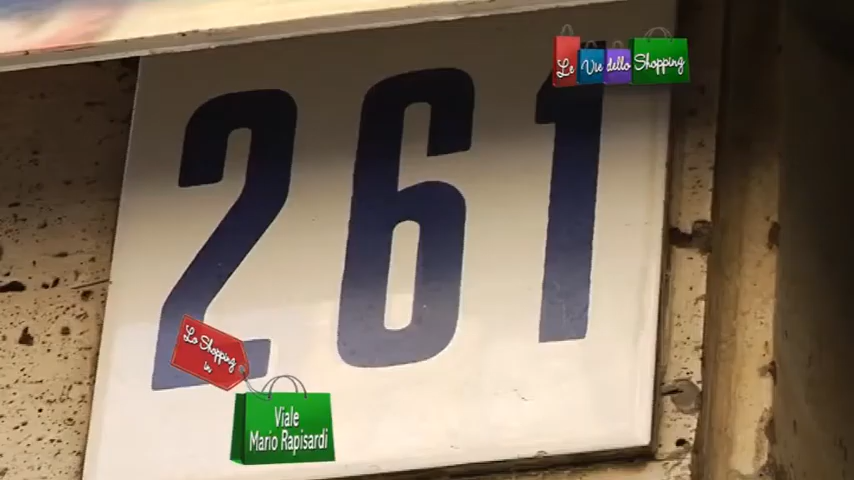 Le Vie dello Shopping
261
Lo Shopping
in
Viale
Mario Rapisardi